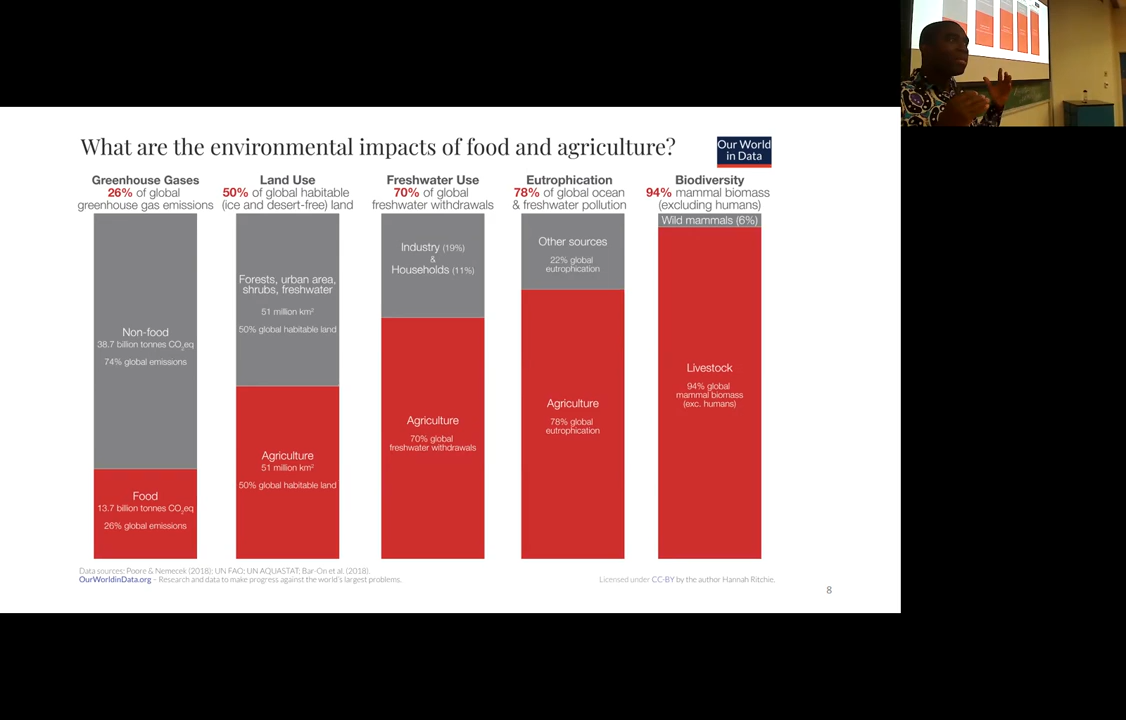 What are the environmental impacts of food and agriculture?
Our World
in Data
Greenhouse Gases
26% of global
greenhouse gas emissions
Land Use
50% of global habitable
(ice and desert-free) land
Freshwater Use
70% of global
freshwater withdrawals
Eutrophication
78% of global ocean
& freshwater pollution
Biodiversity
94% mammal biomass
(excluding humans)
Non-food
38.7 billion tonnes CO₂eq
74% global emissions
Food
13.7 billion tonnes CO₂eq
26% global emissions
Forests, urban area,
shrubs, freshwater
51 million km²
50% global habitable land
Agriculture
51 million km²
50% global habitable land
Industry (19%)
&
Households (11%)
Agriculture
70% global
freshwater withdrawals
Other sources
22% global
eutrophication
Agriculture
78% global
eutrophication
Wild mammals (6%)
Livestock
94% global
mammal biomass
(exc. humans)
Data sources: Poore & Nemecek (2018); UN FAO; UN AQUASTAT; Bar-On et al. (2018).
OurWorldinData.org – Research and data to make progress against the world's largest problems.
Licensed under CC-BY by the author Hannah Ritchie.
8